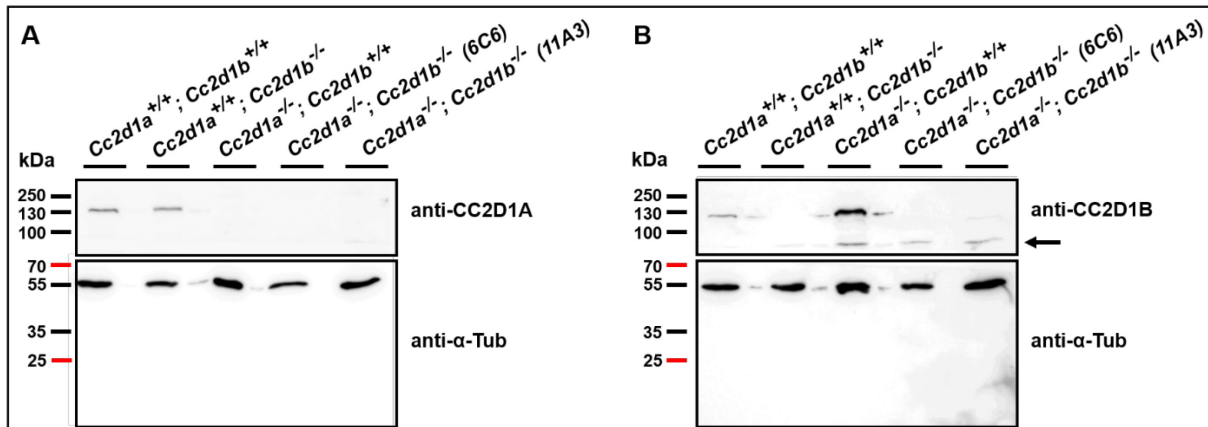 A
Cc2d1a+/+; Cc2d1b+/+
Cc2d1a+/+; Cc2d1b-/-
Cc2d1a-/-; Cc2d1b+/+
Cc2d1a-/-; Cc2d1b-/- (6C6)
Cc2d1a-/-; Cc2d1b-/- (11A3)
kDa
250
130
100
70
55
35
25
anti-CC2D1A
anti-α-Tub
B
Cc2d1a+/+; Cc2d1b+/+
Cc2d1a+/+; Cc2d1b-/-
Cc2d1a-/-; Cc2d1b+/+
Cc2d1a-/-; Cc2d1b-/- (6C6)
Cc2d1a-/-; Cc2d1b-/- (11A3)
kDa
250
130
100
70
55
35
25
anti-CC2D1B
anti-α-Tub